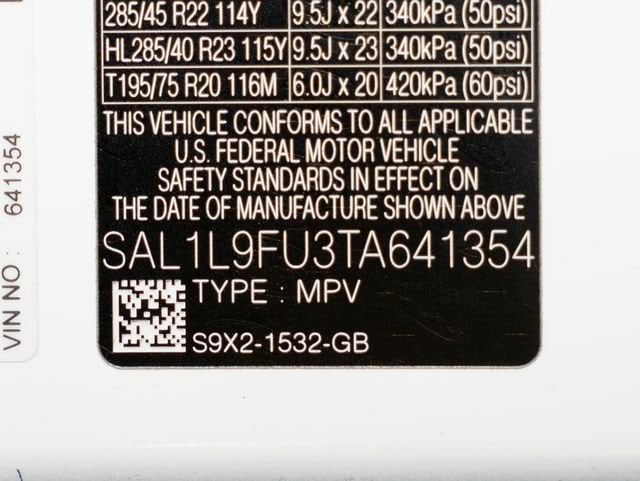 285/45 R22 114Y 9.5J x 22 340kPa (50psi)
HL285/40 R23 115Y 9.5J x 23 340kPa (50psi)
T195/75 R20 116M 6.0J x 20 420kPa (60psi)
THIS VEHICLE CONFORMS TO ALL APPLICABLE
U.S. FEDERAL MOTOR VEHICLE
SAFETY STANDARDS IN EFFECT ON
THE DATE OF MANUFACTURE SHOWN ABOVE
SAL1L9FU3TA641354
TYPE : MPV
S9X2-1532-GB
VIN NO : 641354